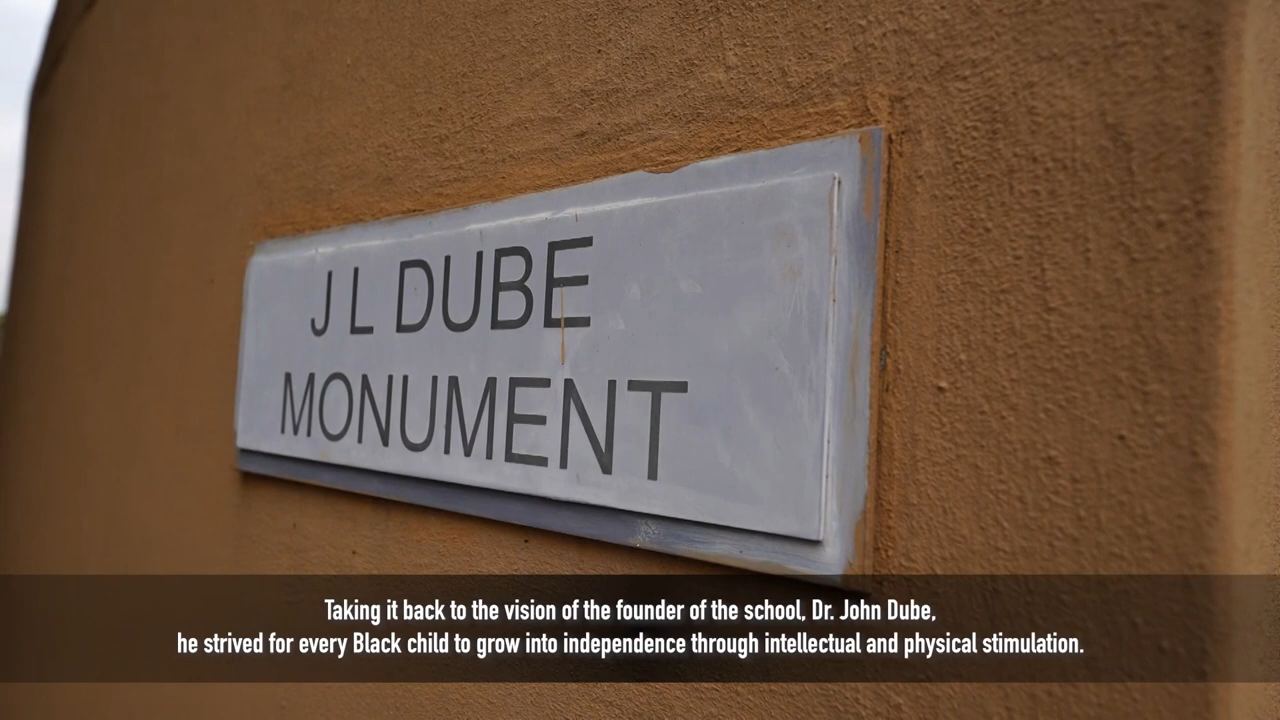 J L DUBE
MONUMENT
Taking it back to the vision of the founder of the school, Dr. John Dube,
he strived for every Black child to grow into independence through intellectual and physical stimulation.